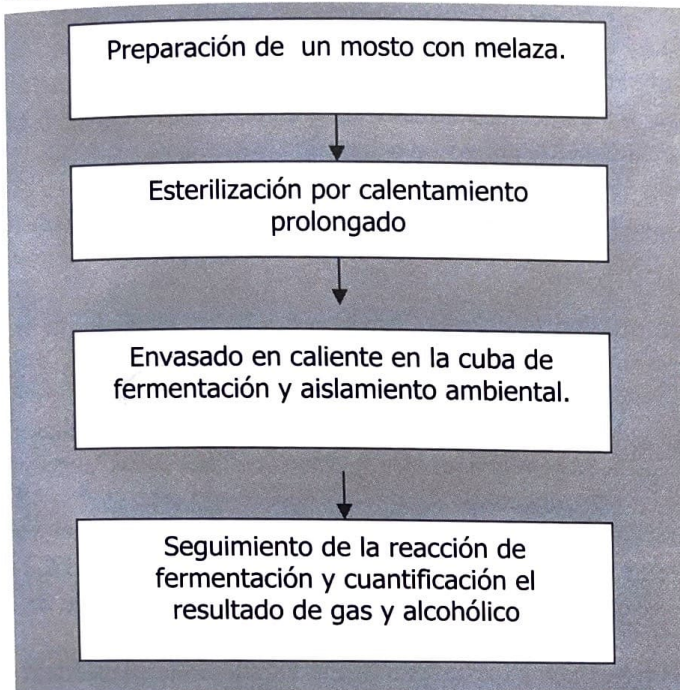 Preparación de un mosto con melaza.
Esterilización por calentamiento
prolongado
Envasado en caliente en la cuba de
fermentación y aislamiento ambiental.
Seguimiento de la reacción de
fermentación y cuantificación el
resultado de gas y alcohólico